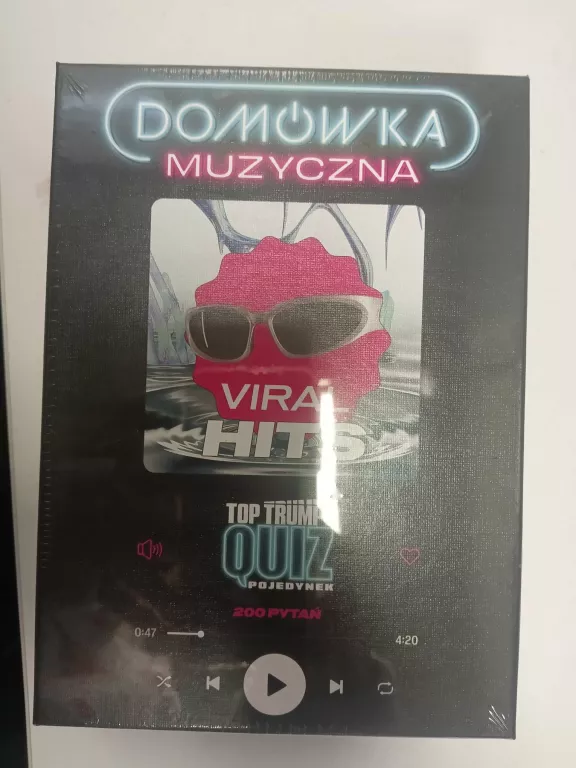 DOMÓWKA
MUZYCZNA
VIRAL
HITS
TOP TRUMPS
QUIZ
POJEDYNEK
200 PYTAŃ
0:47
4:20